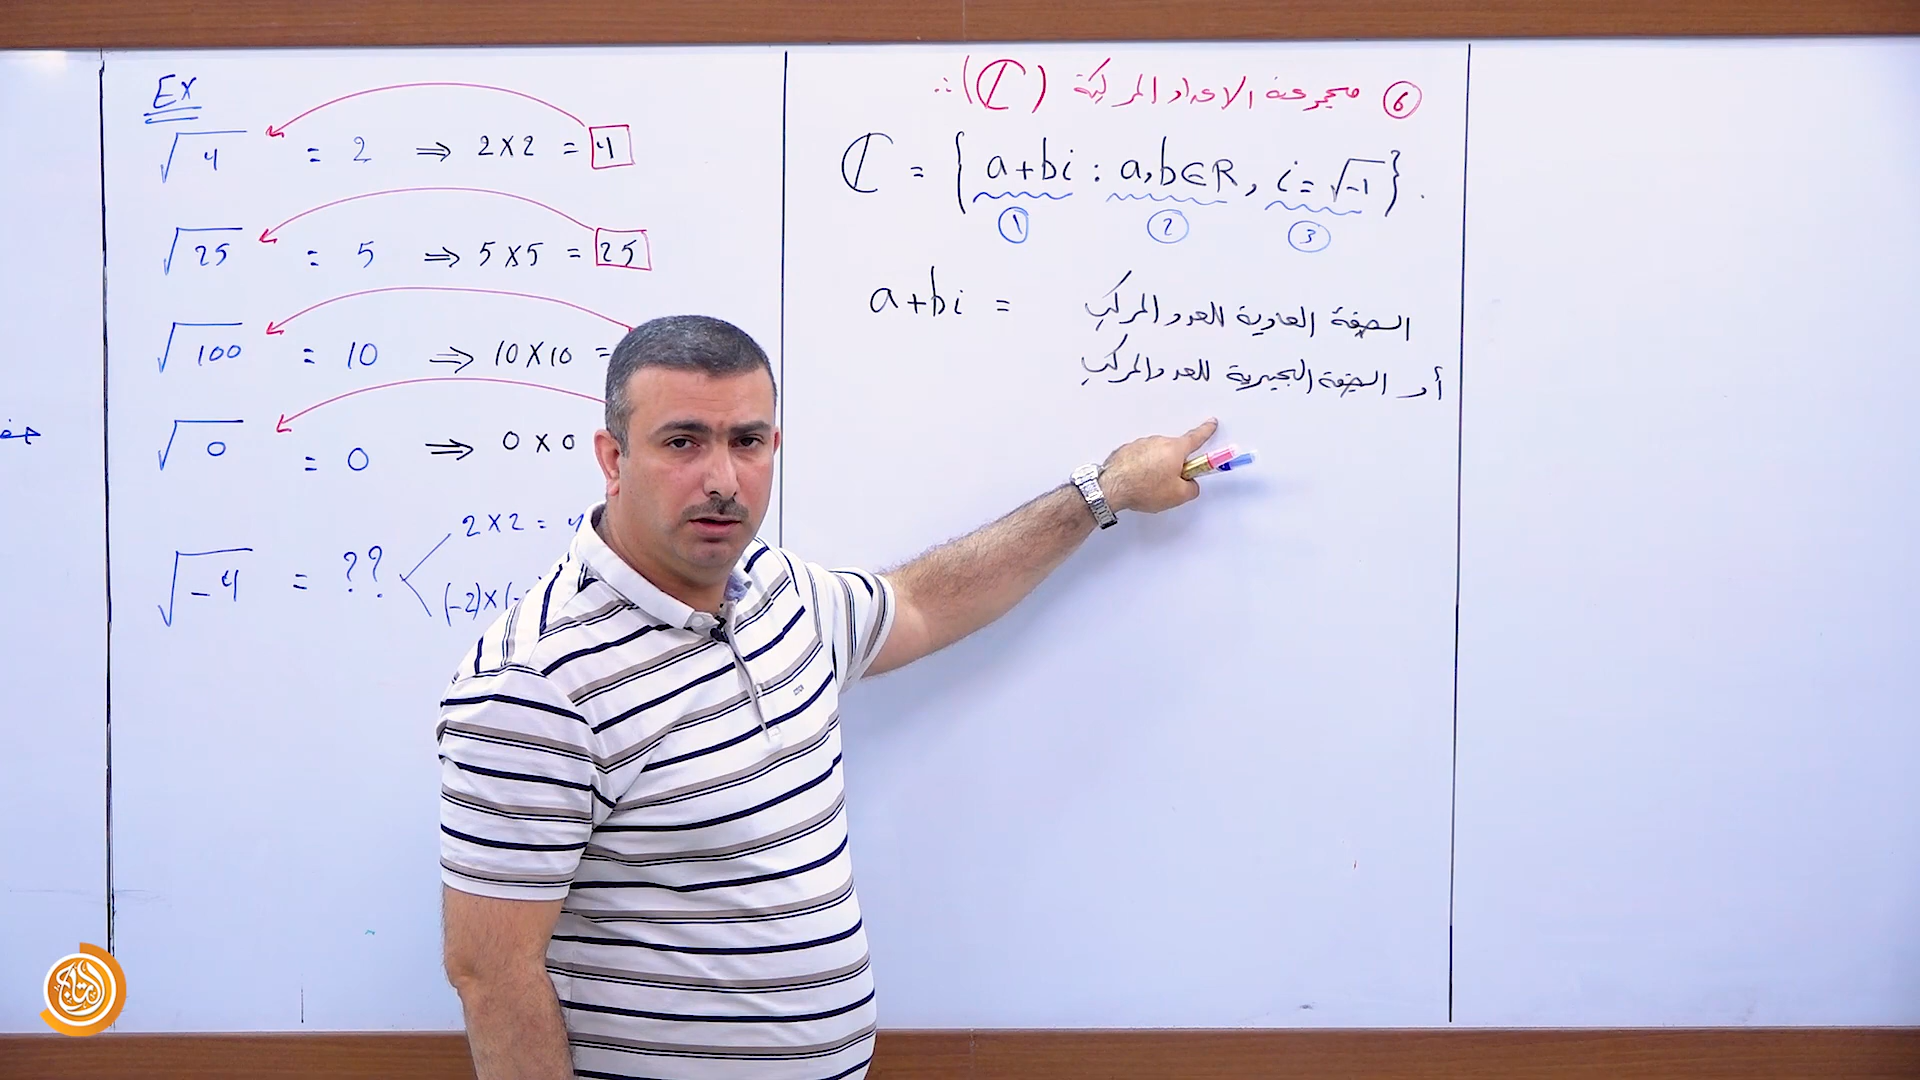 Ex
√4 = 2 ⇒ 2×2 = 4
√25 = 5 ⇒ 5×5 = 25
√100 = 10 ⇒ 10×10 =
√0 = 0 ⇒ 0×0
√-4 = ??
2×2 = 4
(-2)×(-
⑥ مجموعة الاعداد المركبة (ℂ) ∴
ℂ = {a+bi : a,b∈R, i=√-1}.
① ② ③
a+bi = الصيغة العادية للعدد المركب
أو الصيغة الجبرية للعدد المركب